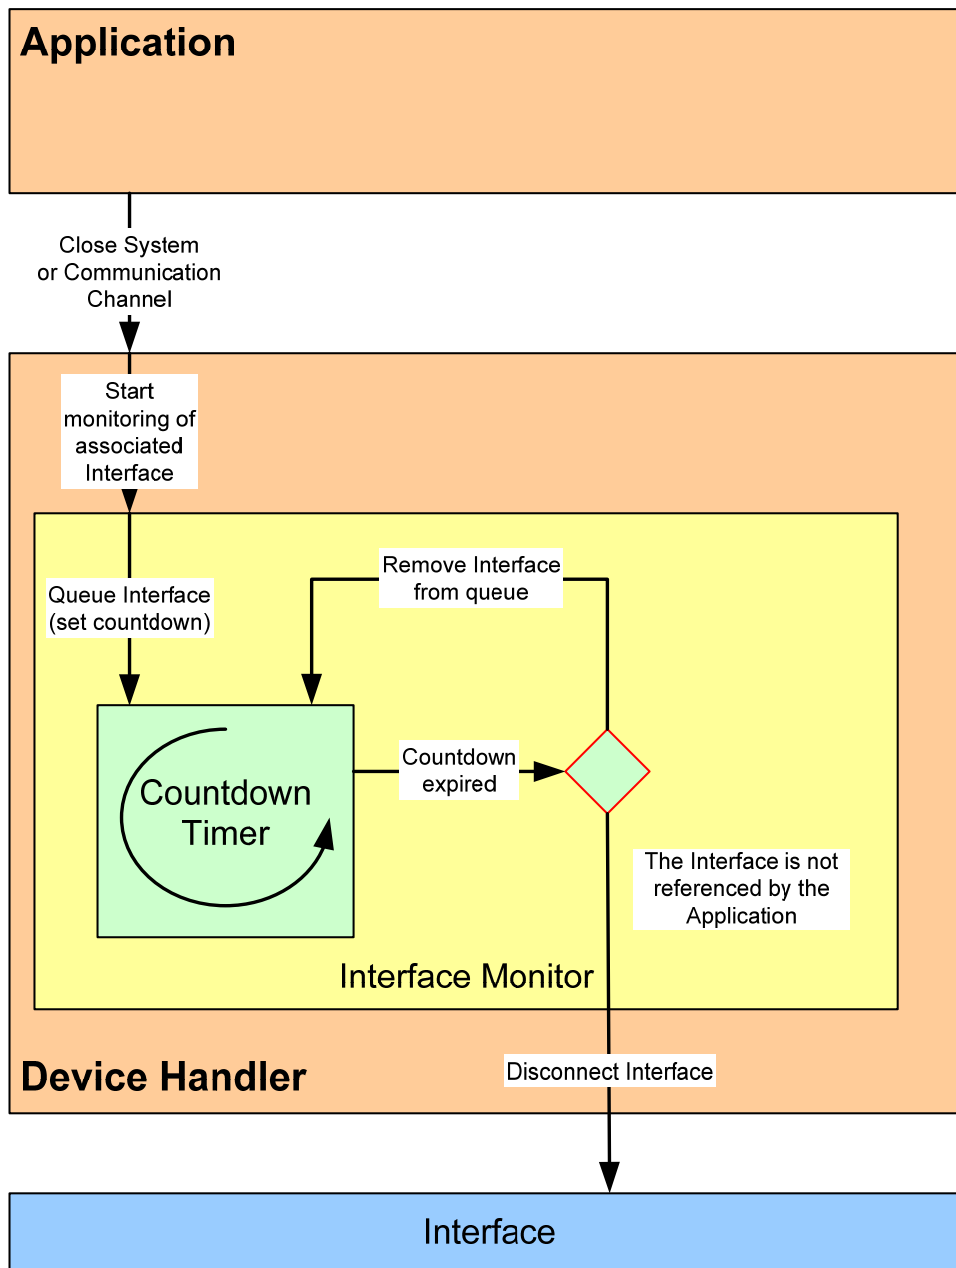 Application
Close System
or Communication
Channel
Start
monitoring of
associated
Interface
Queue Interface
(set countdown)
Remove Interface
from queue
Countdown
Timer
Countdown
expired
The Interface is not
referenced by the
Application
Interface Monitor
Device Handler
Disconnect Interface
Interface